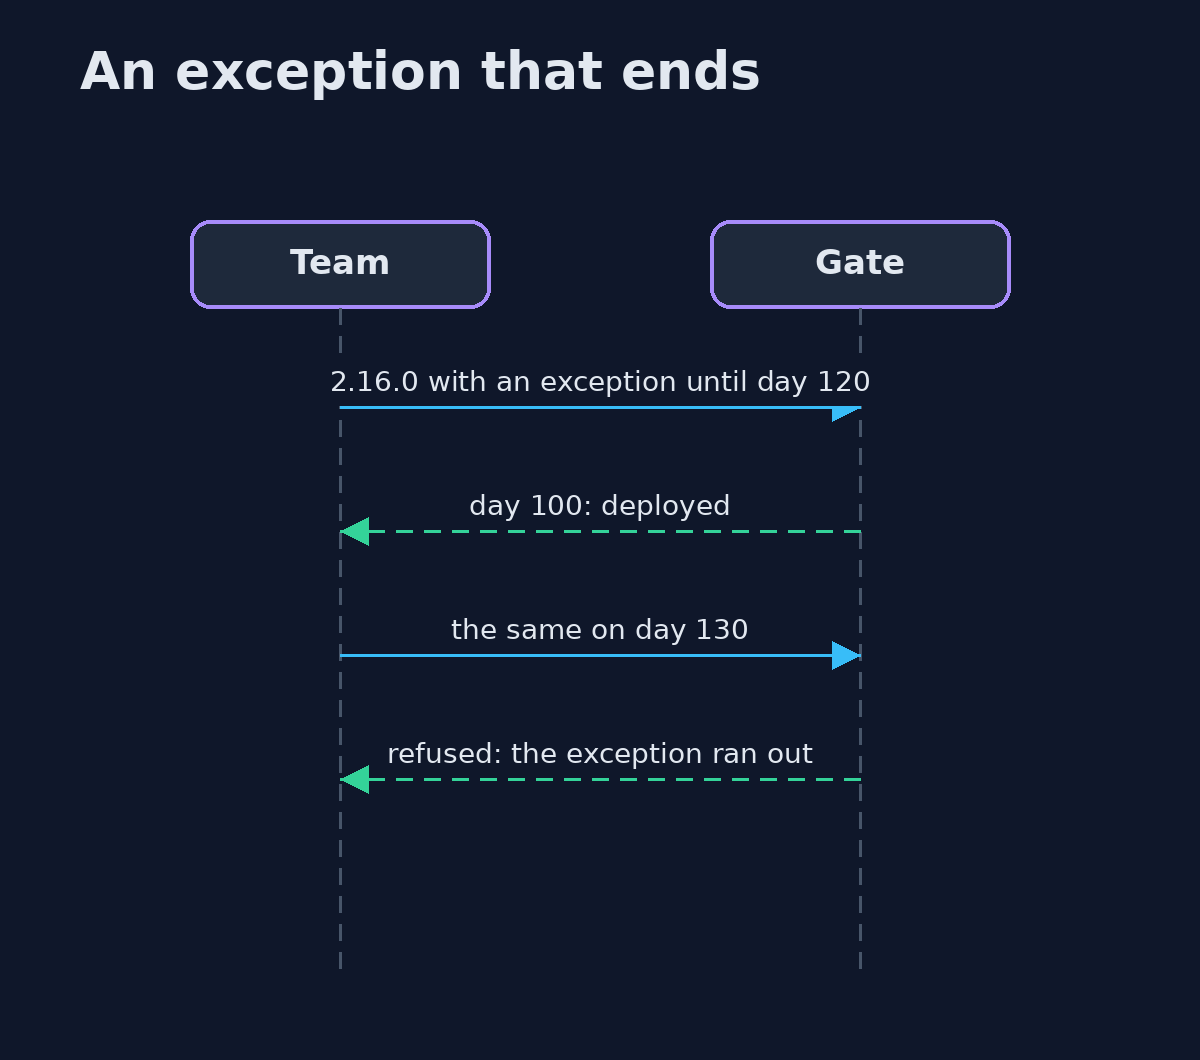 An exception that ends
Team
Gate
2.16.0 with an exception until day 120
day 100: deployed
the same on day 130
refused: the exception ran out